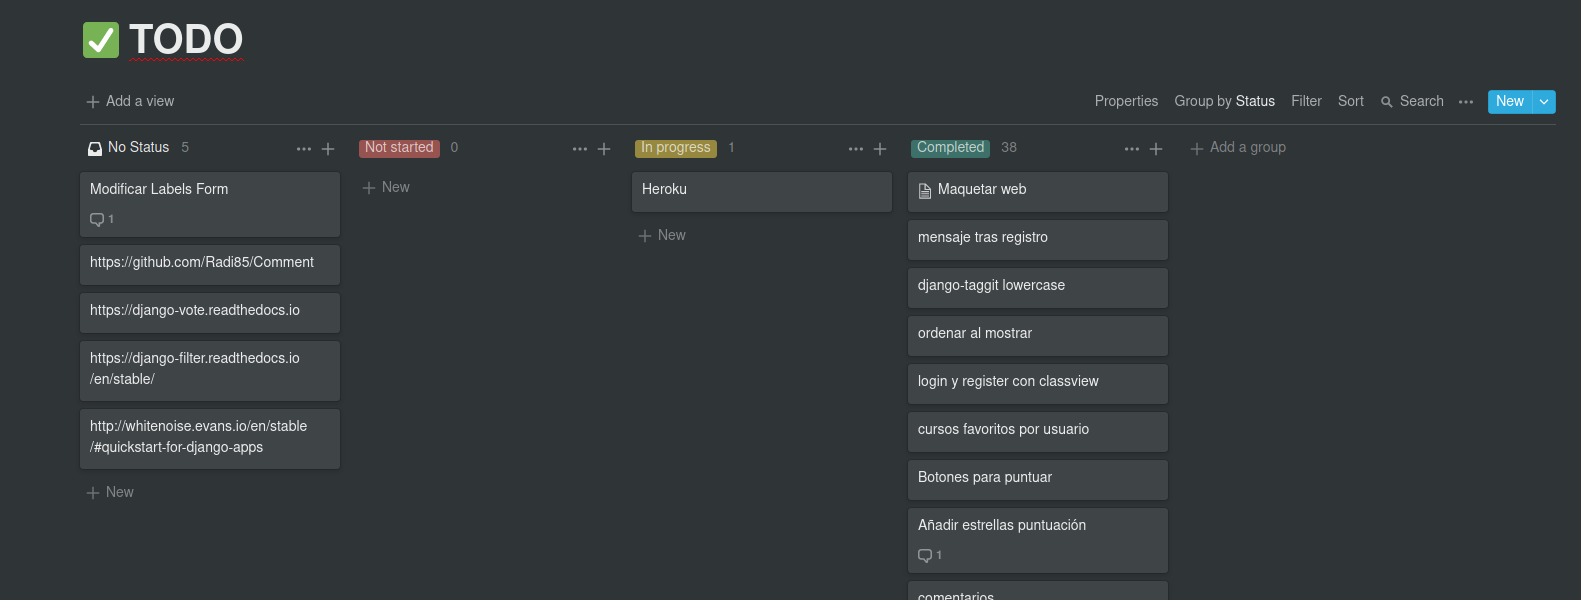 TODO
Add a view
Properties Group by Status Filter Sort Search New
No Status 5
Modificar Labels Form
1
https://github.com/Radi85/Comment
https://django-vote.readthedocs.io
https://django-filter.readthedocs.io
/en/stable/
http://whitenoise.evans.io/en/stable
/#quickstart-for-django-apps
New
Not started 0
New
In progress 1
Heroku
New
Completed 38
Maquetar web
mensaje tras registro
django-taggit lowercase
ordenar al mostrar
login y register con classview
cursos favoritos por usuario
Botones para puntuar
Añadir estrellas puntuación
1
comentarios
Add a group